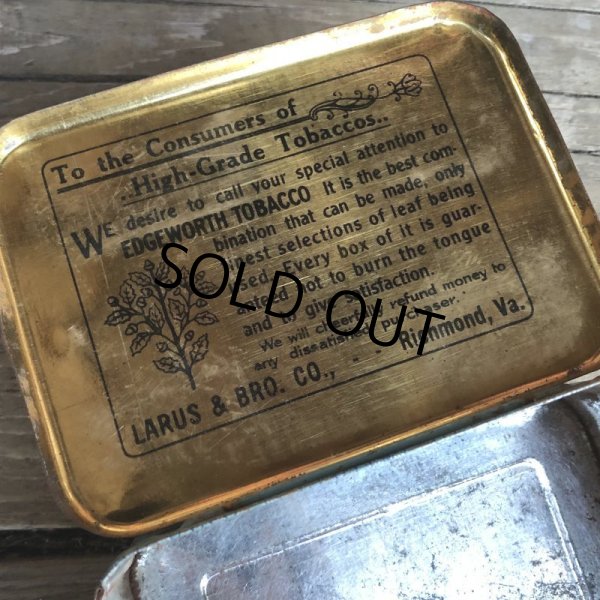 To the Consumers of
High-Grade Tobaccos..
WE desire to call your special attention to
EDGEWORTH TOBACCO It is the best com-
bination that can be made, only
finest selections of leaf being
used. Every box of it is guar-
anteed not to burn the tongue
and to give satisfaction.
We will cheerfully refund money to
any dissatisfied purchaser.
LARUS & BRO. CO., - - Richmond, Va.
SOLD OUT